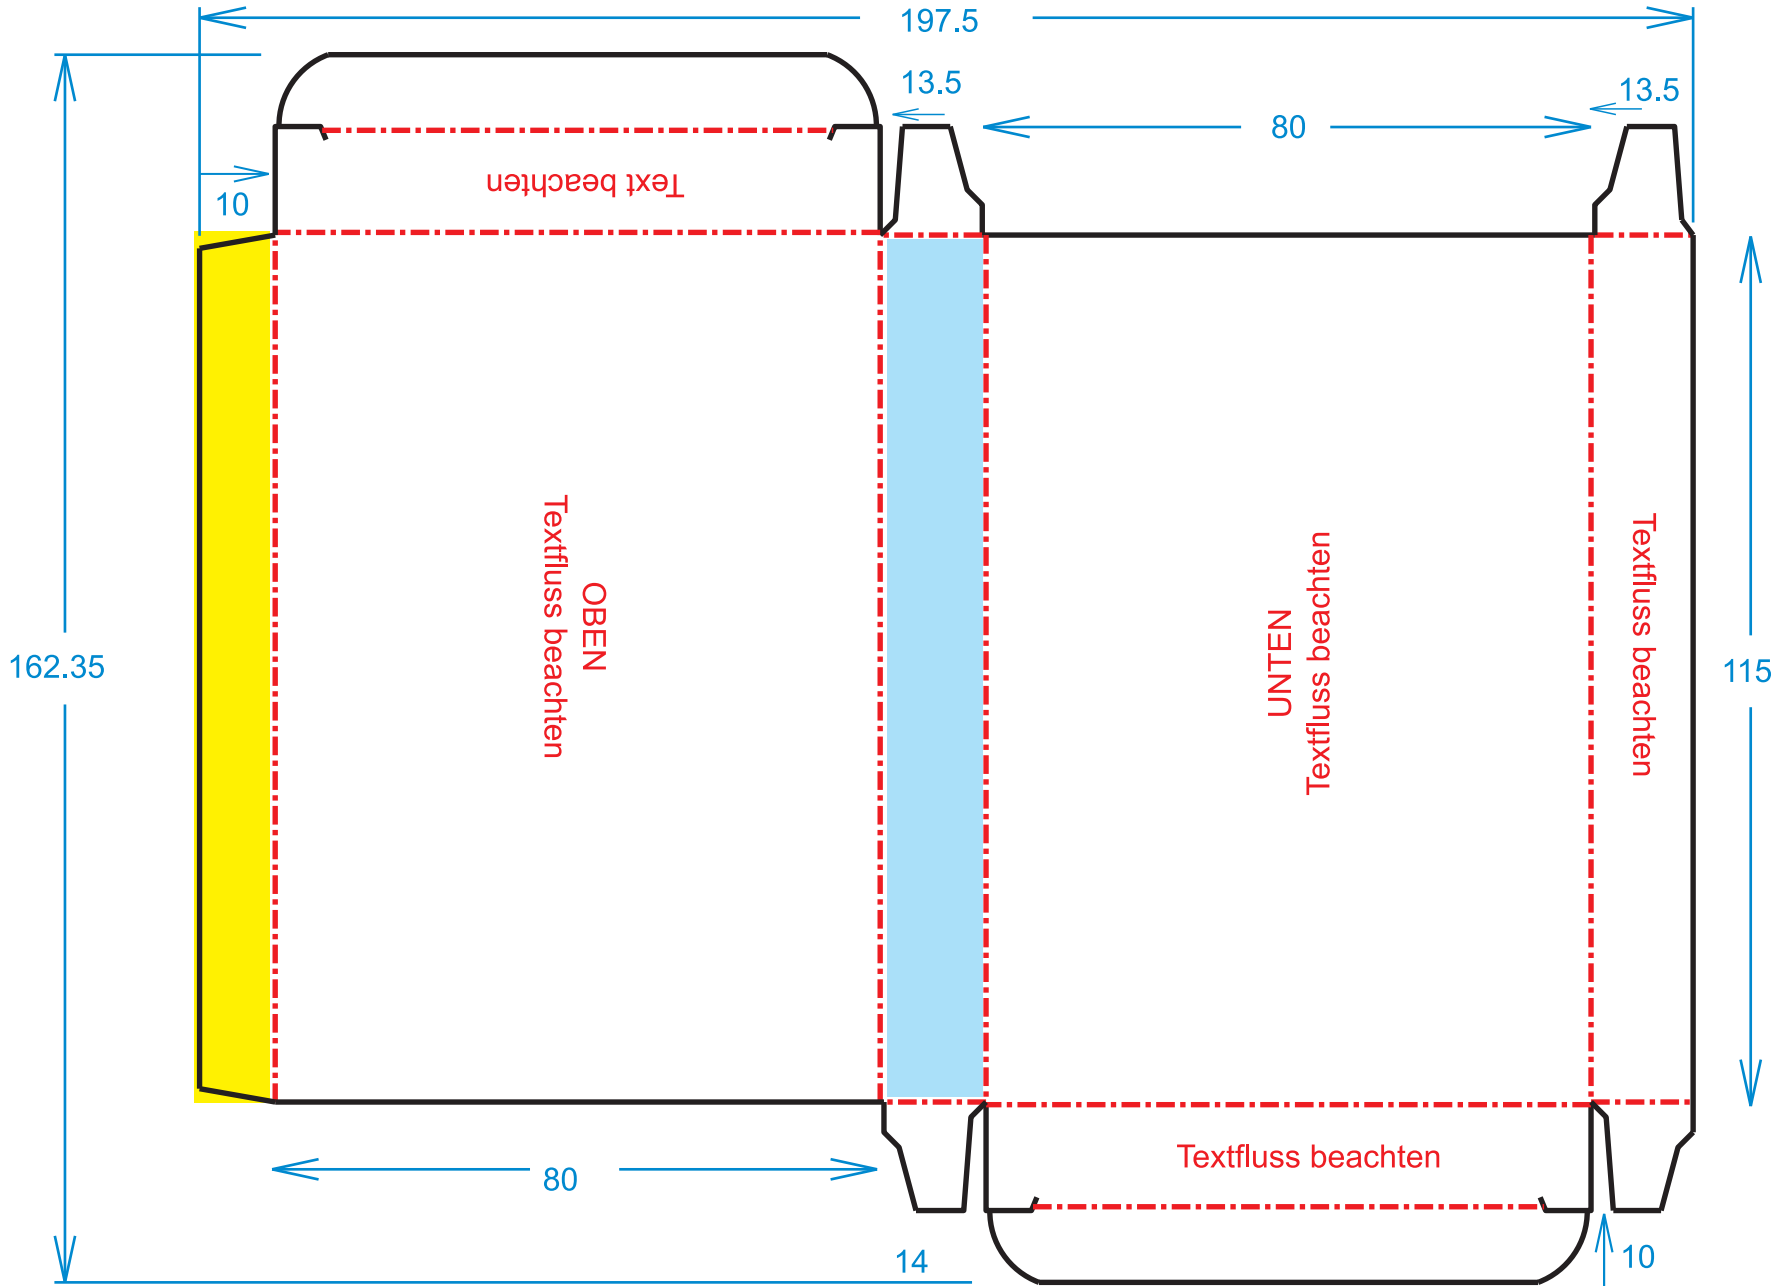 197.5
13.5
13.5
80
10
Text beachten
OBEN
Textfluss beachten
UNTEN
Textfluss beachten
Textfluss beachten
162.35
115
Textfluss beachten
80
14
10